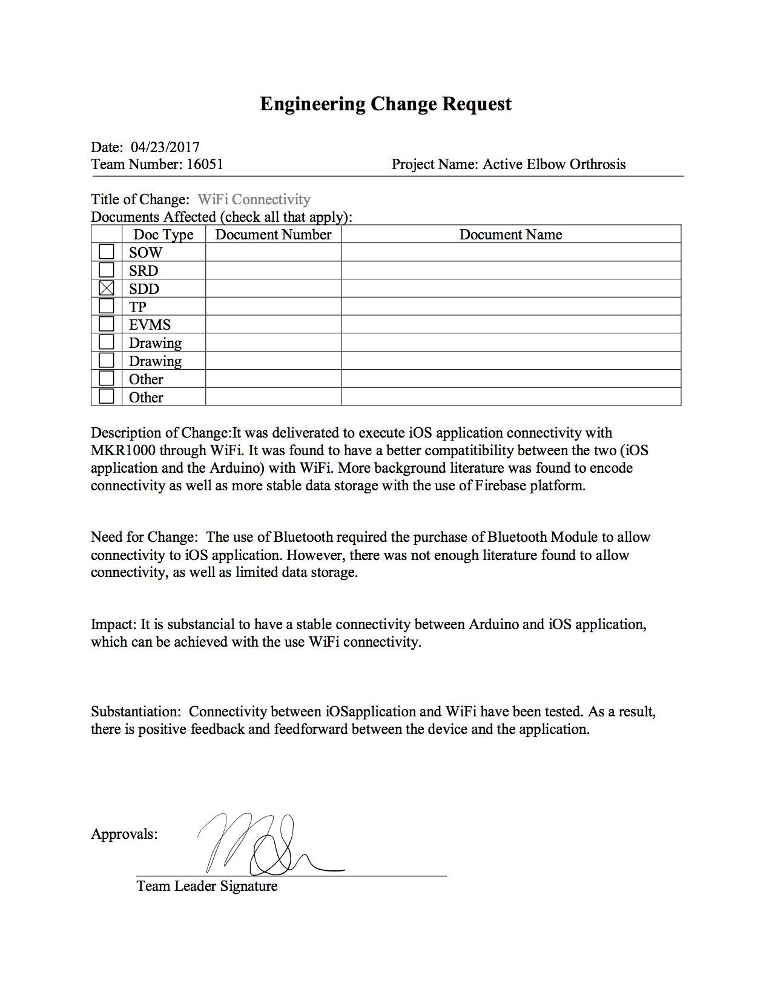 Engineering Change Request
Date: 04/23/2017
Team Number: 16051 Project Name: Active Elbow Orthrosis
Title of Change: WiFi Connectivity
Documents Affected (check all that apply):
Doc Type Document Number Document Name
SOW
SRD
SDD
TP
EVMS
Drawing
Drawing
Other
Other
Description of Change:It was deliverated to execute iOS application connectivity with
MKR1000 through WiFi. It was found to have a better compatitibility between the two (iOS
application and the Arduino) with WiFi. More background literature was found to encode
connectivity as well as more stable data storage with the use of Firebase platform.
Need for Change: The use of Bluetooth required the purchase of Bluetooth Module to allow
connectivity to iOS application. However, there was not enough literature found to allow
connectivity, as well as limited data storage.
Impact: It is substancial to have a stable connectivity between Arduino and iOS application,
which can be achieved with the use WiFi connectivity.
Substantiation: Connectivity between iOSapplication and WiFi have been tested. As a result,
there is positive feedback and feedforward between the device and the application.
Approvals:
Team Leader Signature